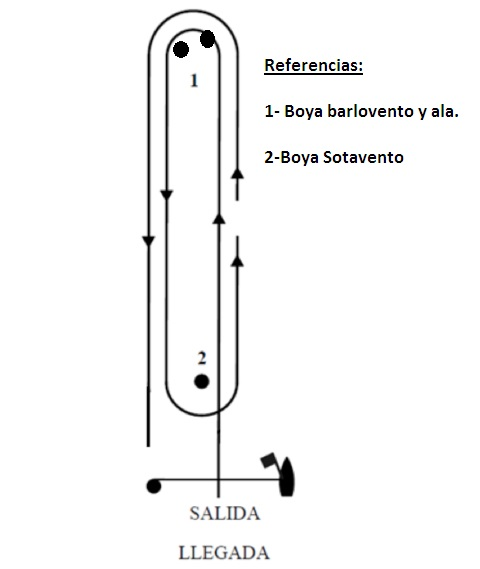 Referencias:
1
1- Boya barlovento y ala.
2-Boya Sotavento
2
SALIDA
LLEGADA